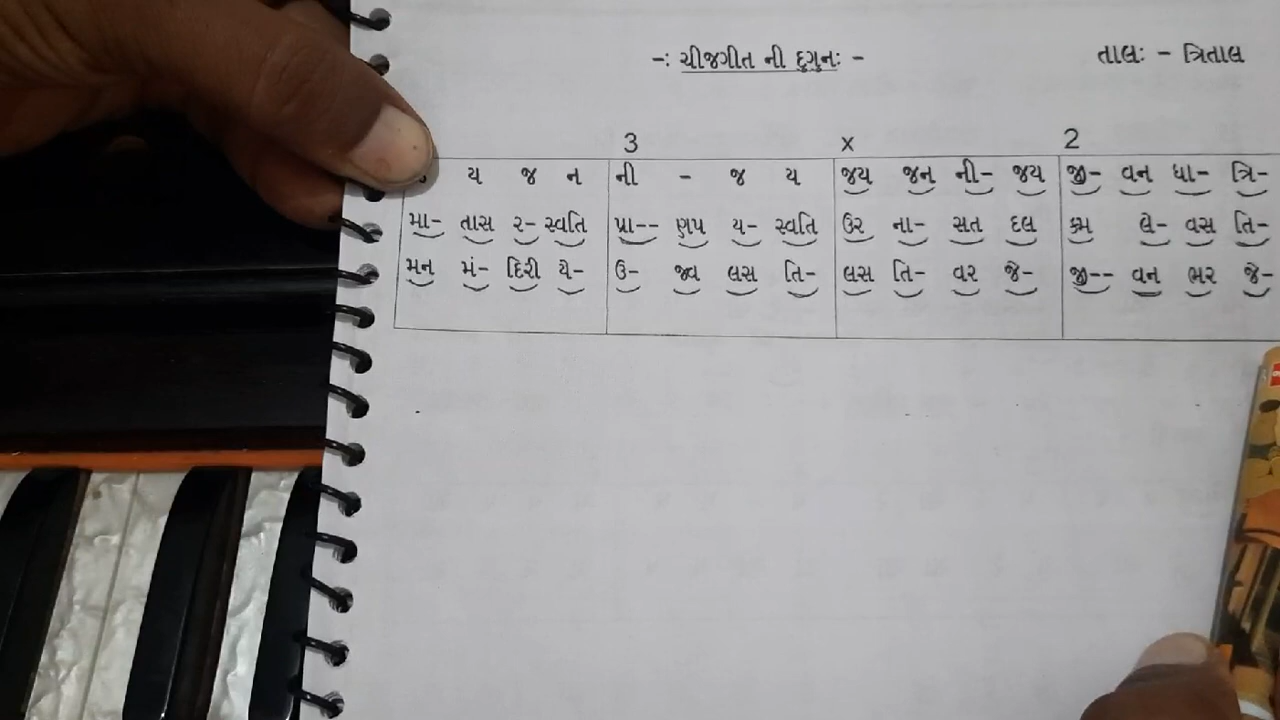 -: ચીજગીત ની દુગુનઃ - તાલઃ - ત્રિતાલ
3 x 2
ય જ ન ની - જ ય જય જન ની- જય જી- વન ધા- ત્રિ-
મા- તાસ ર- સ્વતિ પ્રા-- ણપ ય- સ્વતિ ઉર ના- સત દલ કમ લે- વસ તિ-
મન મં- દિરી યે- ઉ- જ્વ લસ તિ- લસ તિ- વર જે- જી-- વન ભર જે-